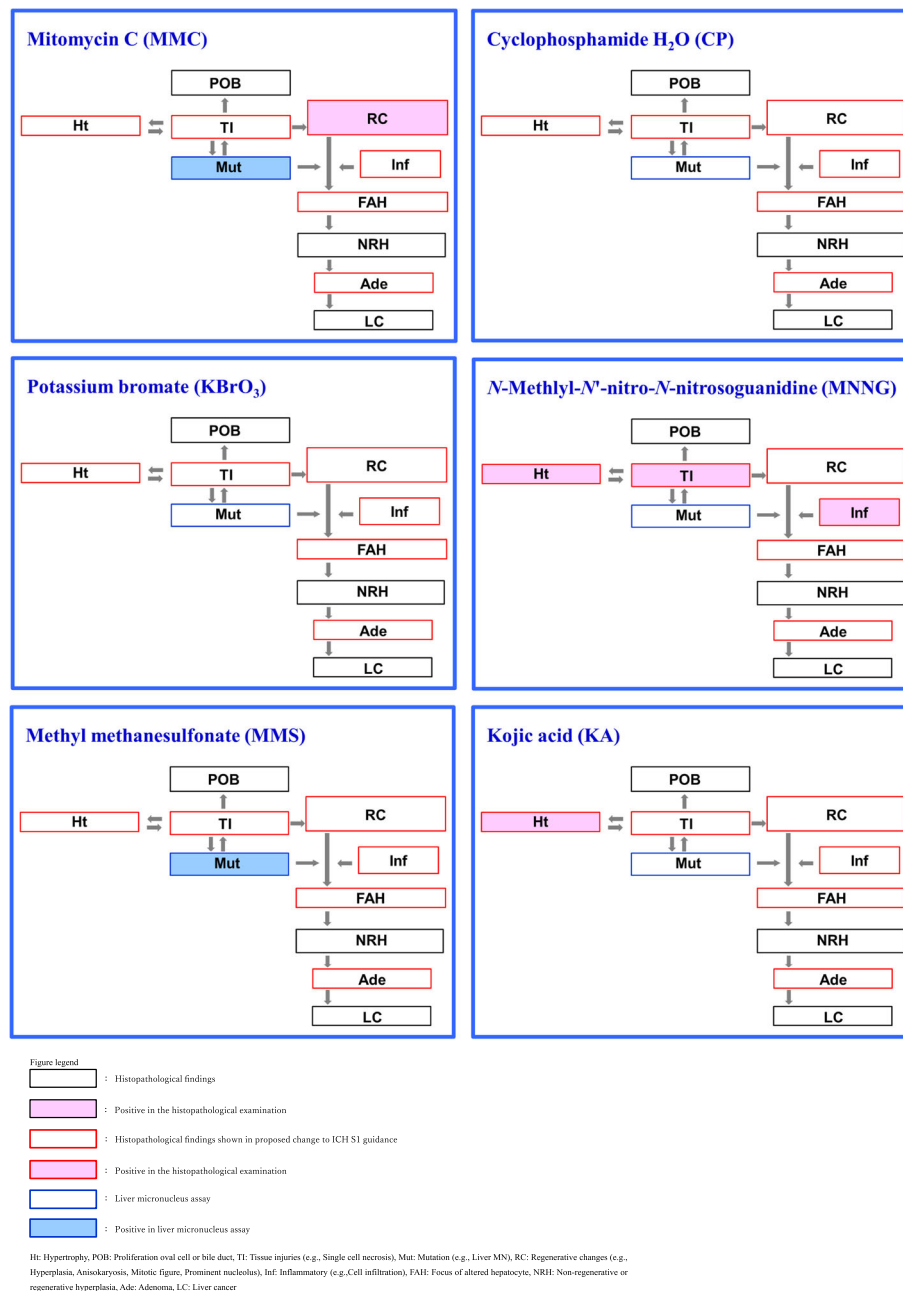 Mitomycin C (MMC)
POB
Ht
TI
RC
Mut
Inf
FAH
NRH
Ade
LC
Cyclophosphamide H₂O (CP)
POB
Ht
TI
RC
Mut
Inf
FAH
NRH
Ade
LC
Potassium bromate (KBrO₃)
POB
Ht
TI
RC
Mut
Inf
FAH
NRH
Ade
LC
N-Methlyl-N'-nitro-N-nitrosoguanidine (MNNG)
POB
Ht
TI
RC
Mut
Inf
FAH
NRH
Ade
LC
Methyl methanesulfonate (MMS)
POB
Ht
TI
RC
Mut
Inf
FAH
NRH
Ade
LC
Kojic acid (KA)
POB
Ht
TI
RC
Mut
Inf
FAH
NRH
Ade
LC
Figure legend
: Histopathological findings
: Positive in the histopathological examination
: Histopathological findings shown in proposed change to ICH S1 guidance
: Positive in the histopathological examination
: Liver micronucleus assay
: Positive in liver micronucleus assay
Ht: Hypertrophy, POB: Proliferation oval cell or bile duct, TI: Tissue injuries (e.g., Single cell necrosis), Mut: Mutation (e.g., Liver MN), RC: Regenerative changes (e.g.,
Hyperplasia, Anisokaryosis, Mitotic figure, Prominent nucleolus), Inf: Inflammatory (e.g.,Cell infiltration), FAH: Focus of altered hepatocyte, NRH: Non-regenerative or
regenerative hyperplasia, Ade: Adenoma, LC: Liver cancer